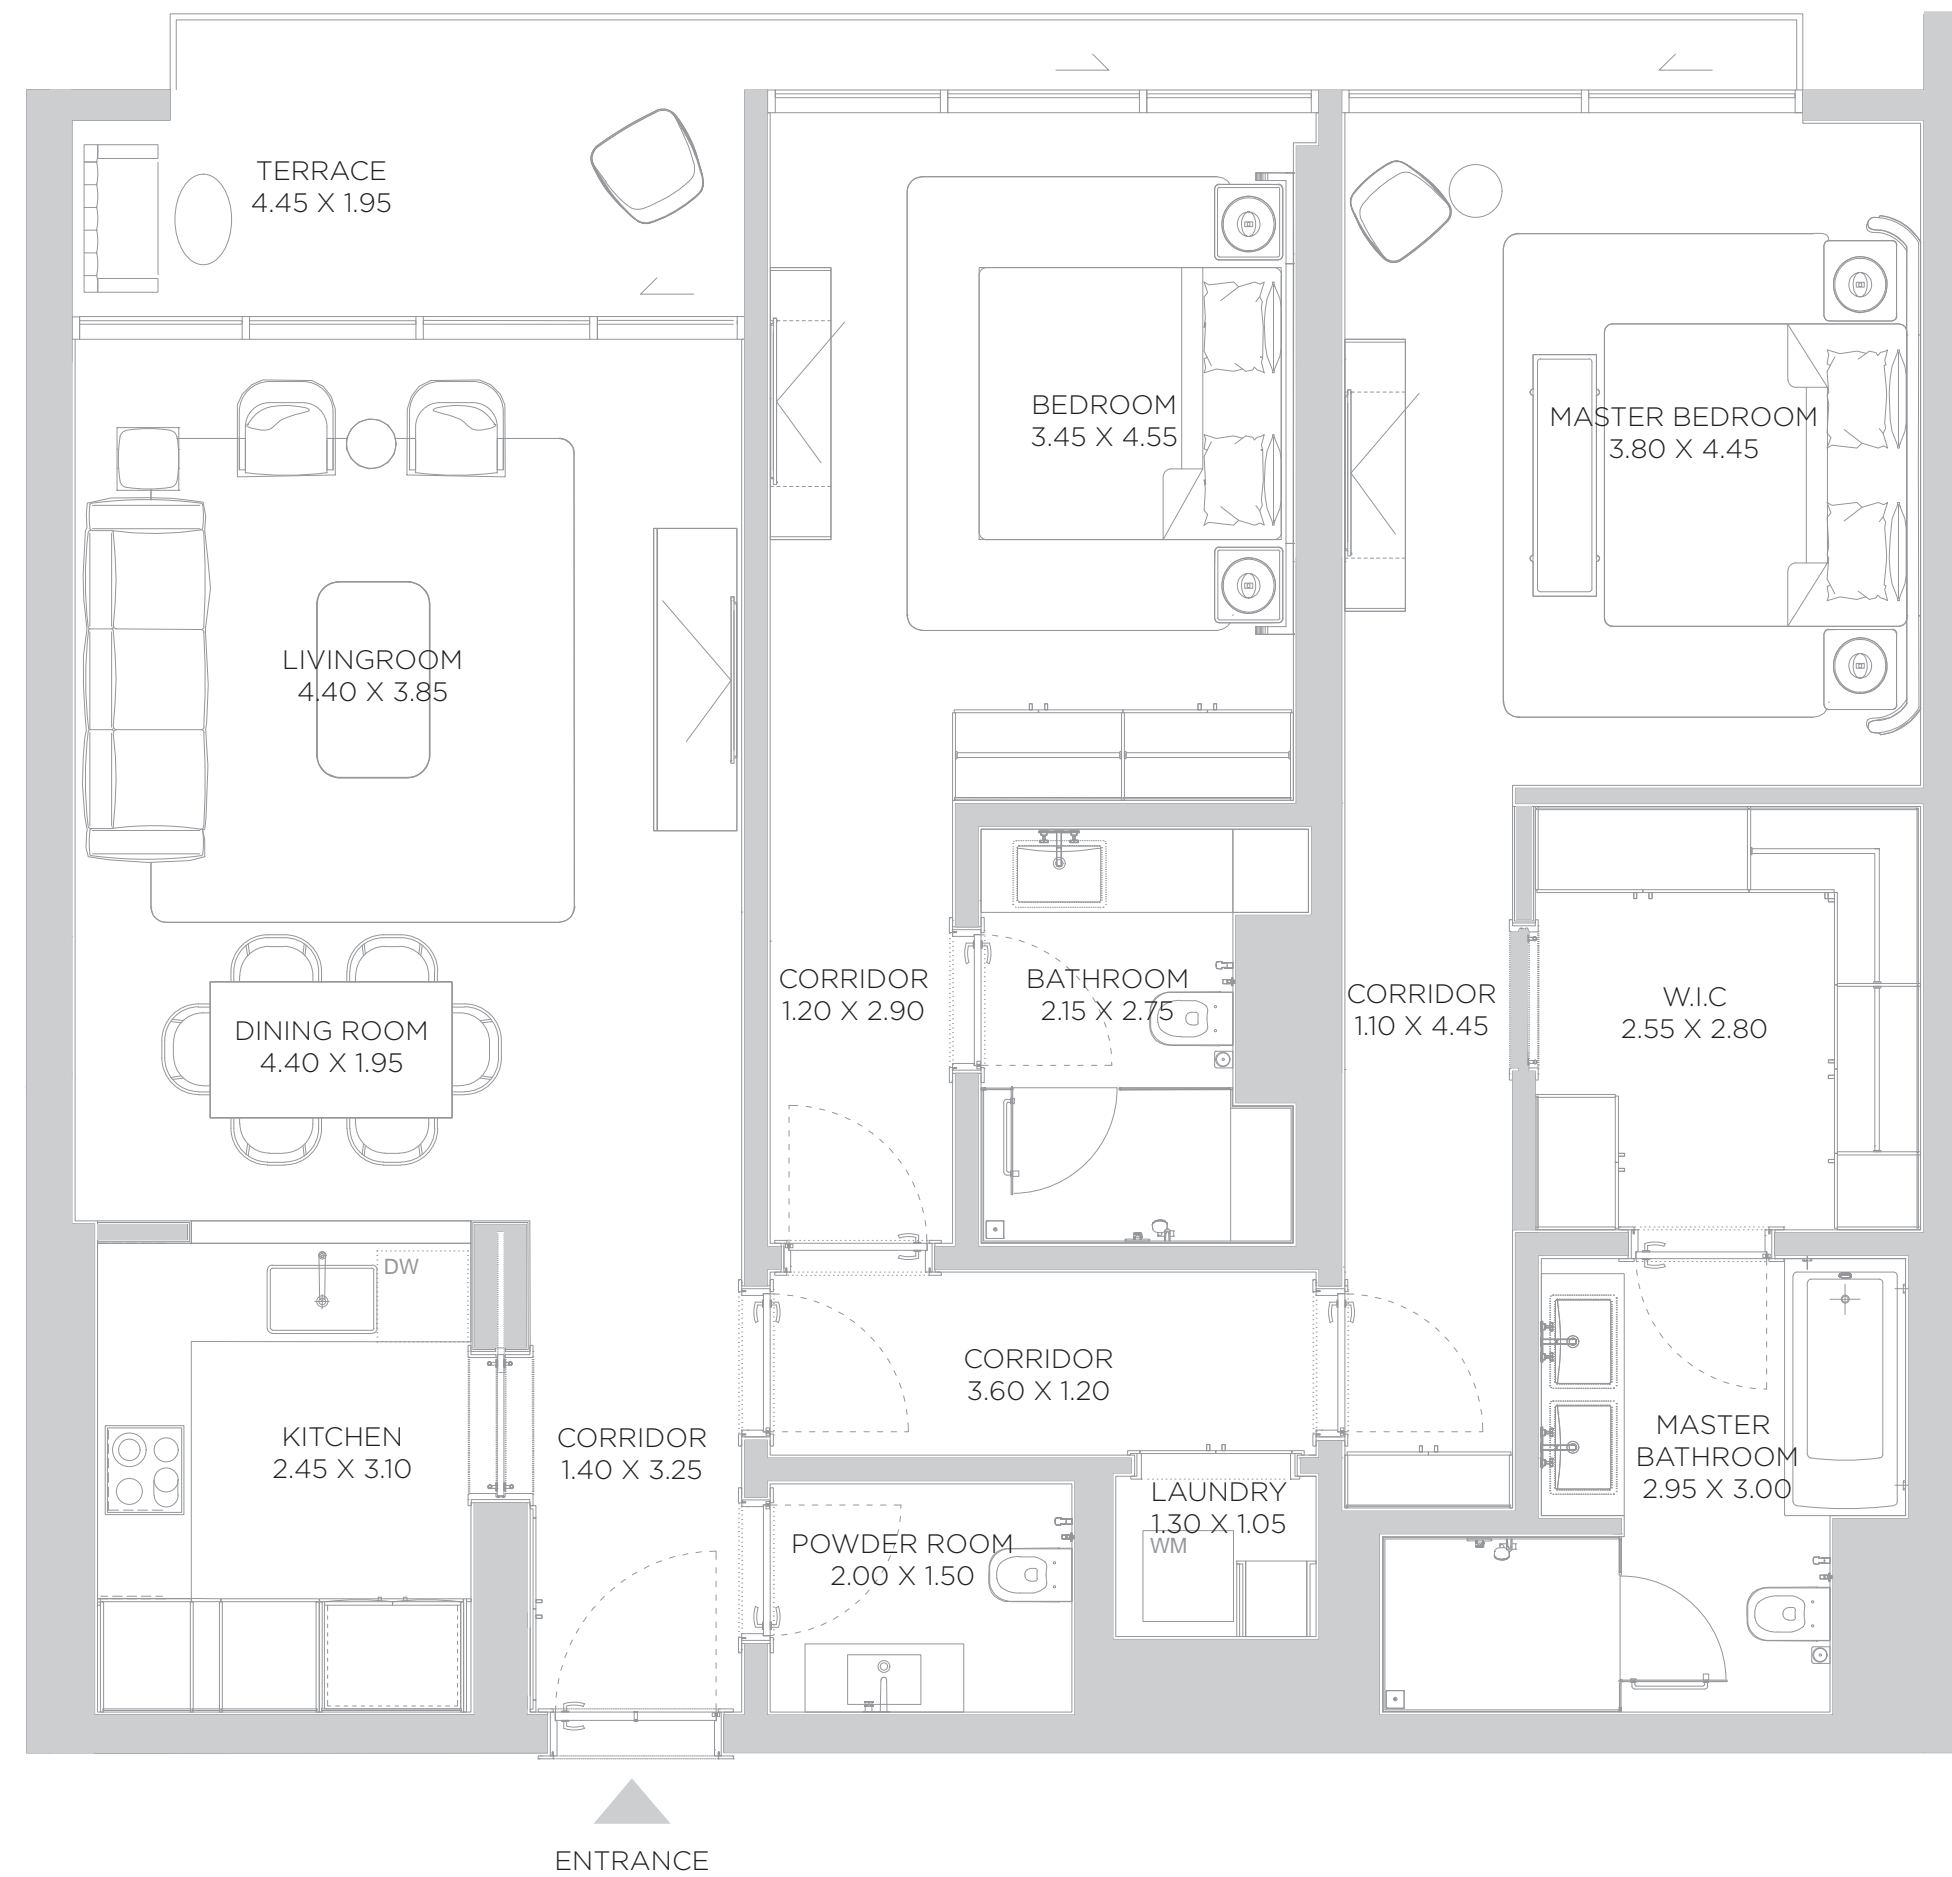 TERRACE
4.45 X 1.95
BEDROOM
3.45 X 4.55
MASTER BEDROOM
3.80 X 4.45
LIVINGROOM
4.40 X 3.85
CORRIDOR
1.20 X 2.90
BATHROOM
2.15 X 2.75
CORRIDOR
1.10 X 4.45
W.I.C
2.55 X 2.80
DINING ROOM
4.40 X 1.95
DW
CORRIDOR
3.60 X 1.20
KITCHEN
2.45 X 3.10
CORRIDOR
1.40 X 3.25
MASTER
BATHROOM
2.95 X 3.00
LAUNDRY
1.30 X 1.05
WM
POWDER ROOM
2.00 X 1.50
ENTRANCE